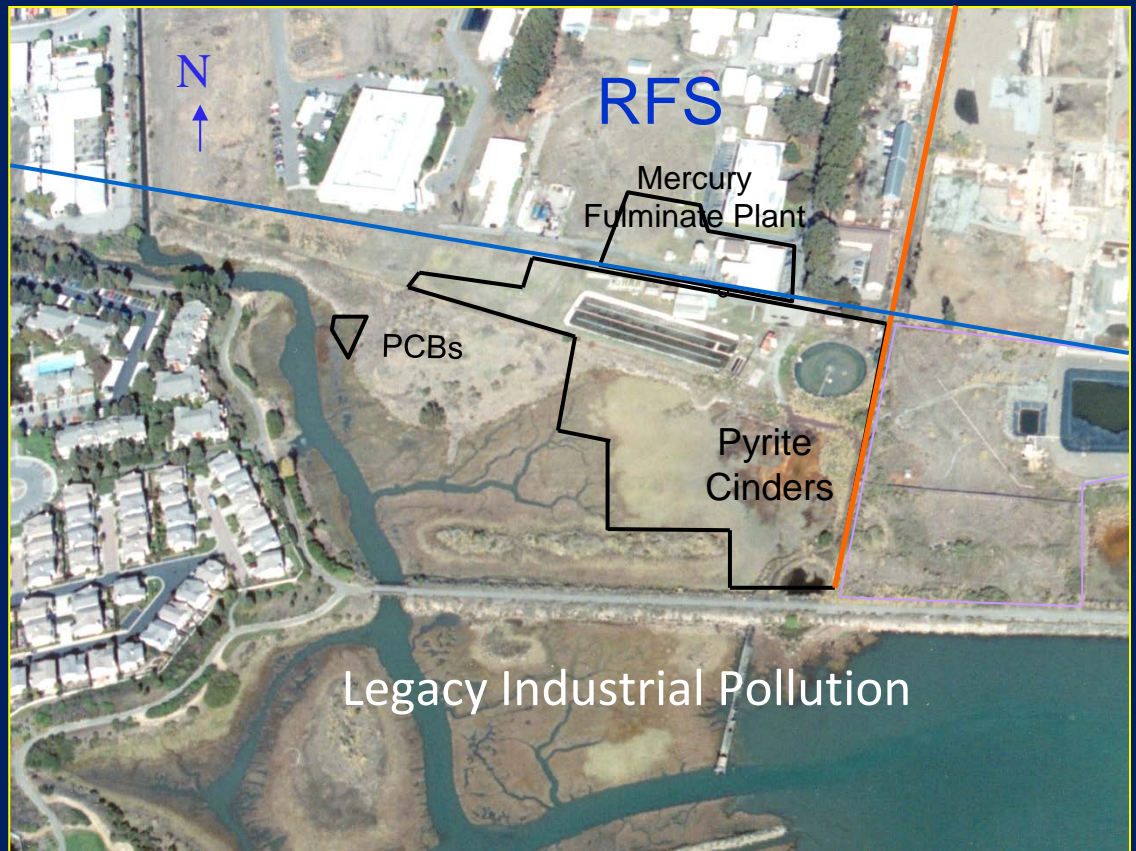 N
RFS
Mercury
Fulminate Plant
PCBs
Pyrite
Cinders
Legacy Industrial Pollution